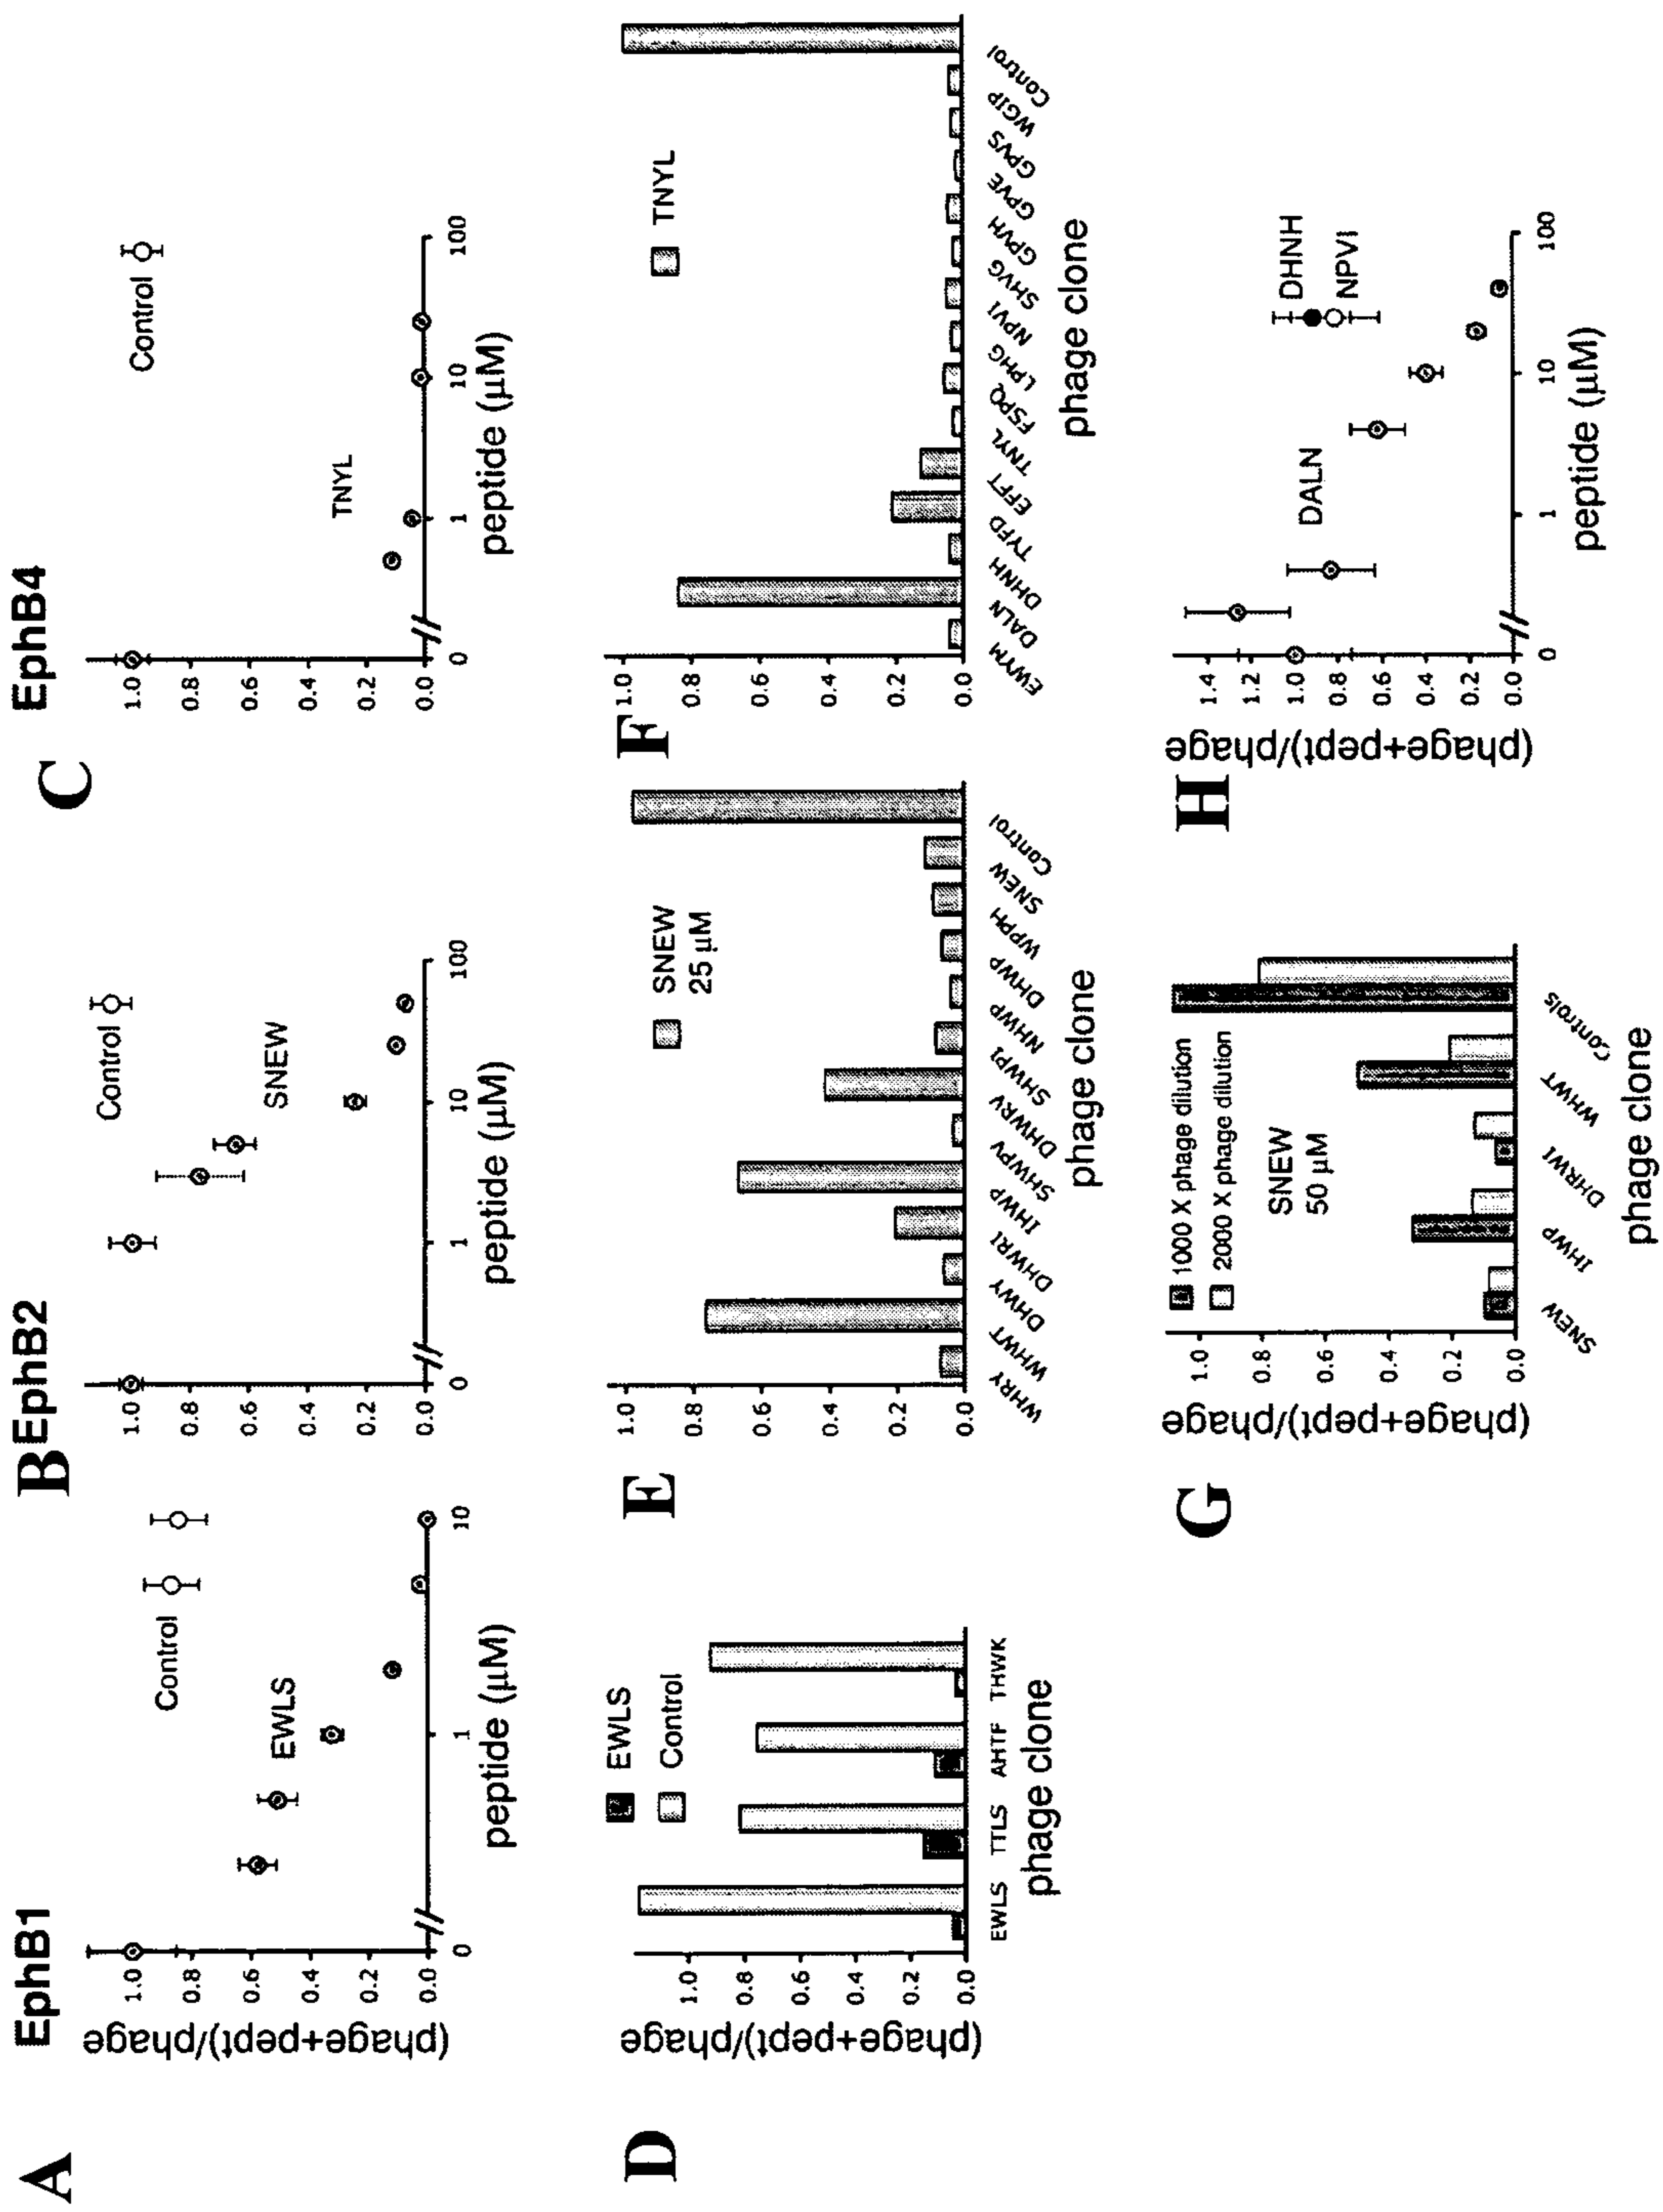 A
EphB1
(phage+pept)/phage
1.0
0.8
0.6
0.4
0.2
0.0
Control
EWLS
0
1
10
peptide (µM)
B
EphB2
1.0
0.8
0.6
0.4
0.2
0.0
Control
SNEW
0
1
10
100
peptide (µM)
C
EphB4
1.0
0.8
0.6
0.4
0.2
0.0
Control
TNYL
0
1
10
100
peptide (µM)
D
(phage+pept)/phage
1.0
0.8
0.6
0.4
0.2
0.0
EWLS
Control
EWLS TTLS AHTF THWK
phage clone
E
1.0
0.8
0.6
0.4
0.2
0.0
SNEW
25 µM
WHRY WHWT DHWY DHWRI IHWP SHWPV DHWRV SHWPI NHWP DHWP WPPH SNEW Control
phage clone
F
1.0
0.8
0.6
0.4
0.2
0.0
TNYL
EWYM DALN DHNH TYFD EFFT TNYL FSPQ LPHG NPVI SHVG GPVH GPVE GPVS WGIP Control
phage clone
G
(phage+pept)/phage
1.0
0.8
0.6
0.4
0.2
0.0
1000 X phage dilution
2000 X phage dilution
SNEW
50 µM
SNEW IHWP DHRWI WHWT Controls
phage clone
H
(phage+pept)/phage
1.4
1.2
1.0
0.8
0.6
0.4
0.2
0.0
DALN
DHNH
NPVI
0
1
10
100
peptide (µM)